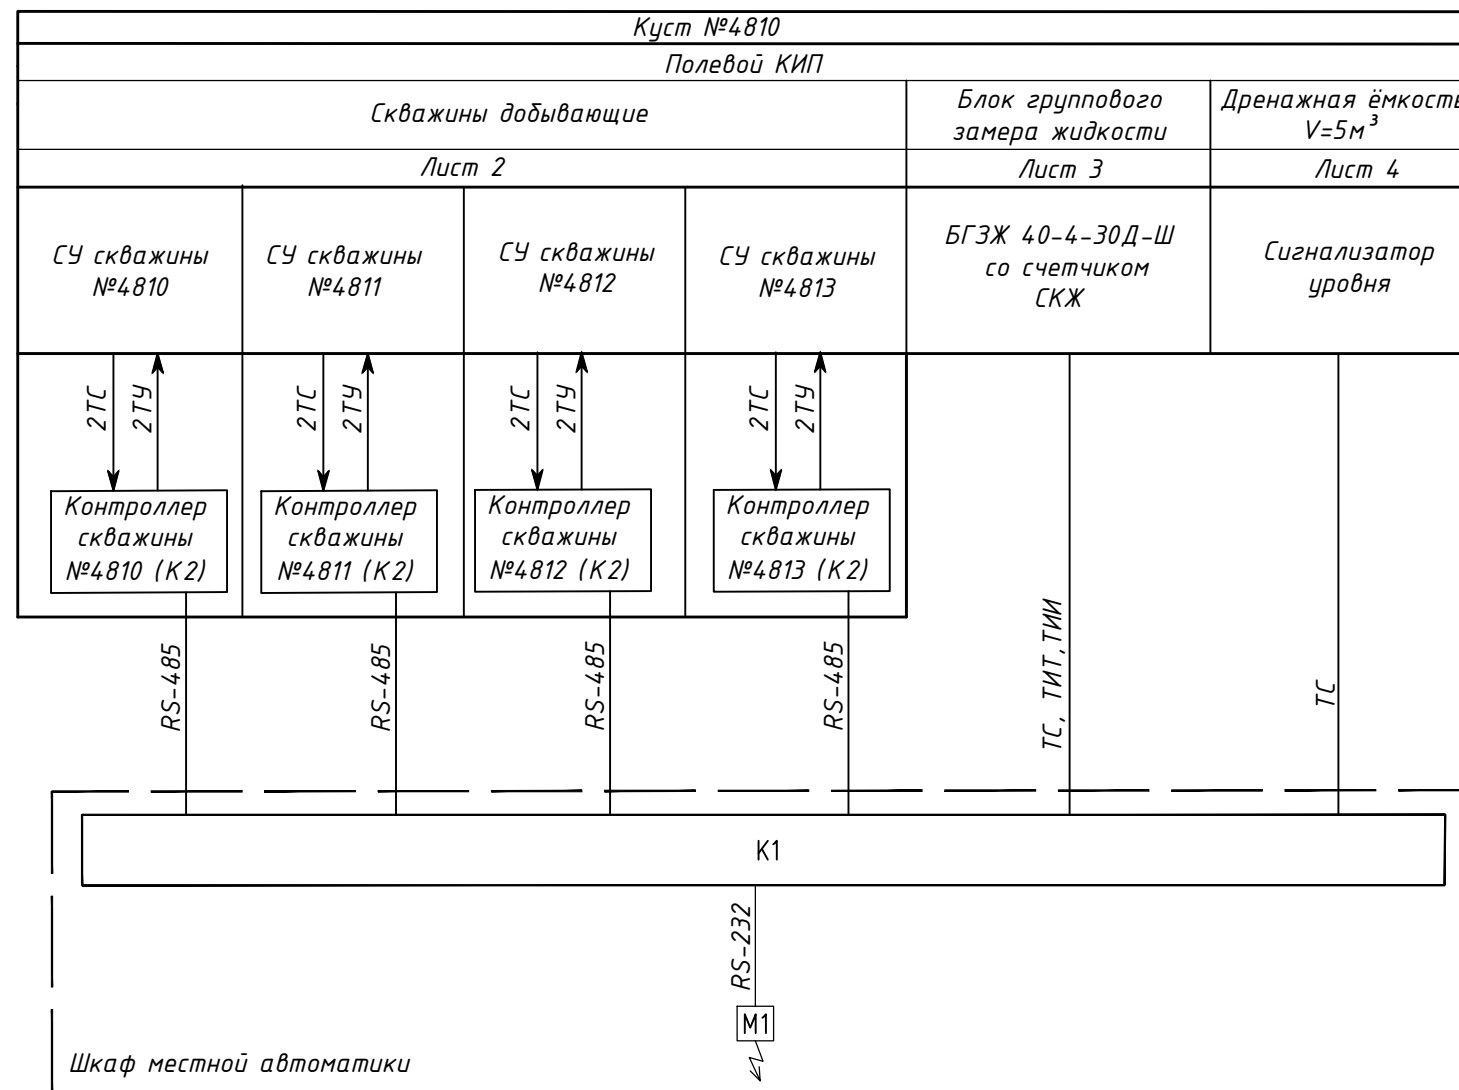 Куст №4810
Полевой КИП
Скважины добывающие
Блок группового
замера жидкости
Дренажная ёмкость
V=5м³
Лист 2
Лист 3
Лист 4
СУ скважины
№4810
СУ скважины
№4811
СУ скважины
№4812
СУ скважины
№4813
БГЗЖ 40-4-30Д-Ш
со счетчиком
СКЖ
Сигнализатор
уровня
2ТС
2ТУ
2ТС
2ТУ
2ТС
2ТУ
2ТС
2ТУ
Контроллер
скважины
№4810 (К2)
Контроллер
скважины
№4811 (К2)
Контроллер
скважины
№4812 (К2)
Контроллер
скважины
№4813 (К2)
RS-485
RS-485
RS-485
RS-485
ТС, ТИТ,ТИИ
ТС
К1
RS-232
М1
Шкаф местной автоматики